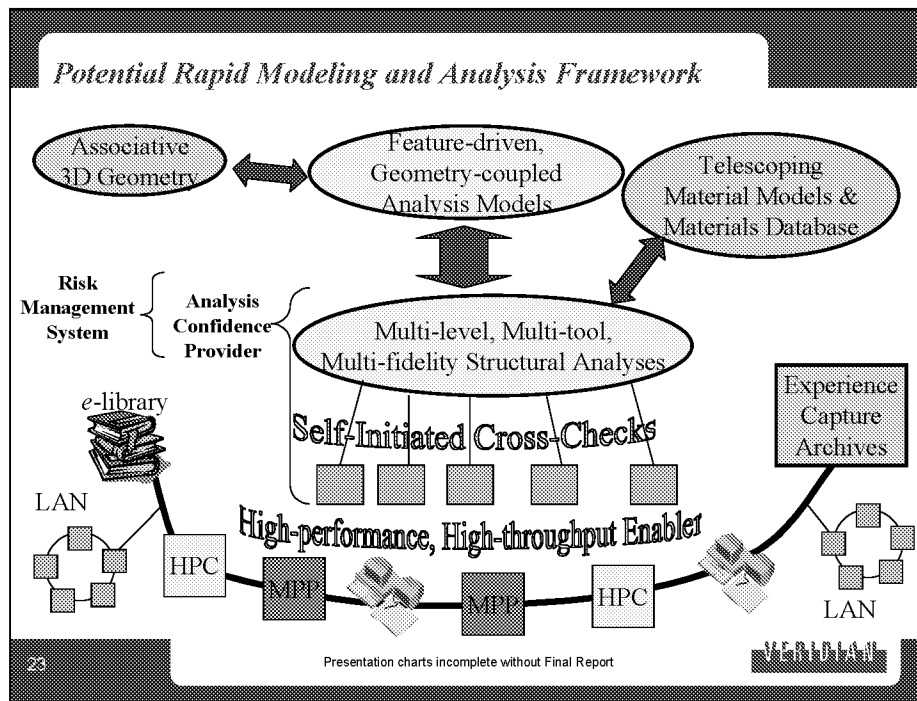 Potential Rapid Modeling and Analysis Framework
Associative
3D Geometry
Feature-driven,
Geometry-coupled
Analysis Models
Telescoping
Material Models &
Materials Database
Risk
Management
System
Analysis
Confidence
Provider
Multi-level, Multi-tool,
Multi-fidelity Structural Analyses
e-library
Experience
Capture
Archives
Self-Initiated Cross-Checks
LAN
High-performance, High-throughput Enabler
HPC
MPP
MPP
HPC
LAN
23
Presentation charts incomplete without Final Report
VERIDIAN